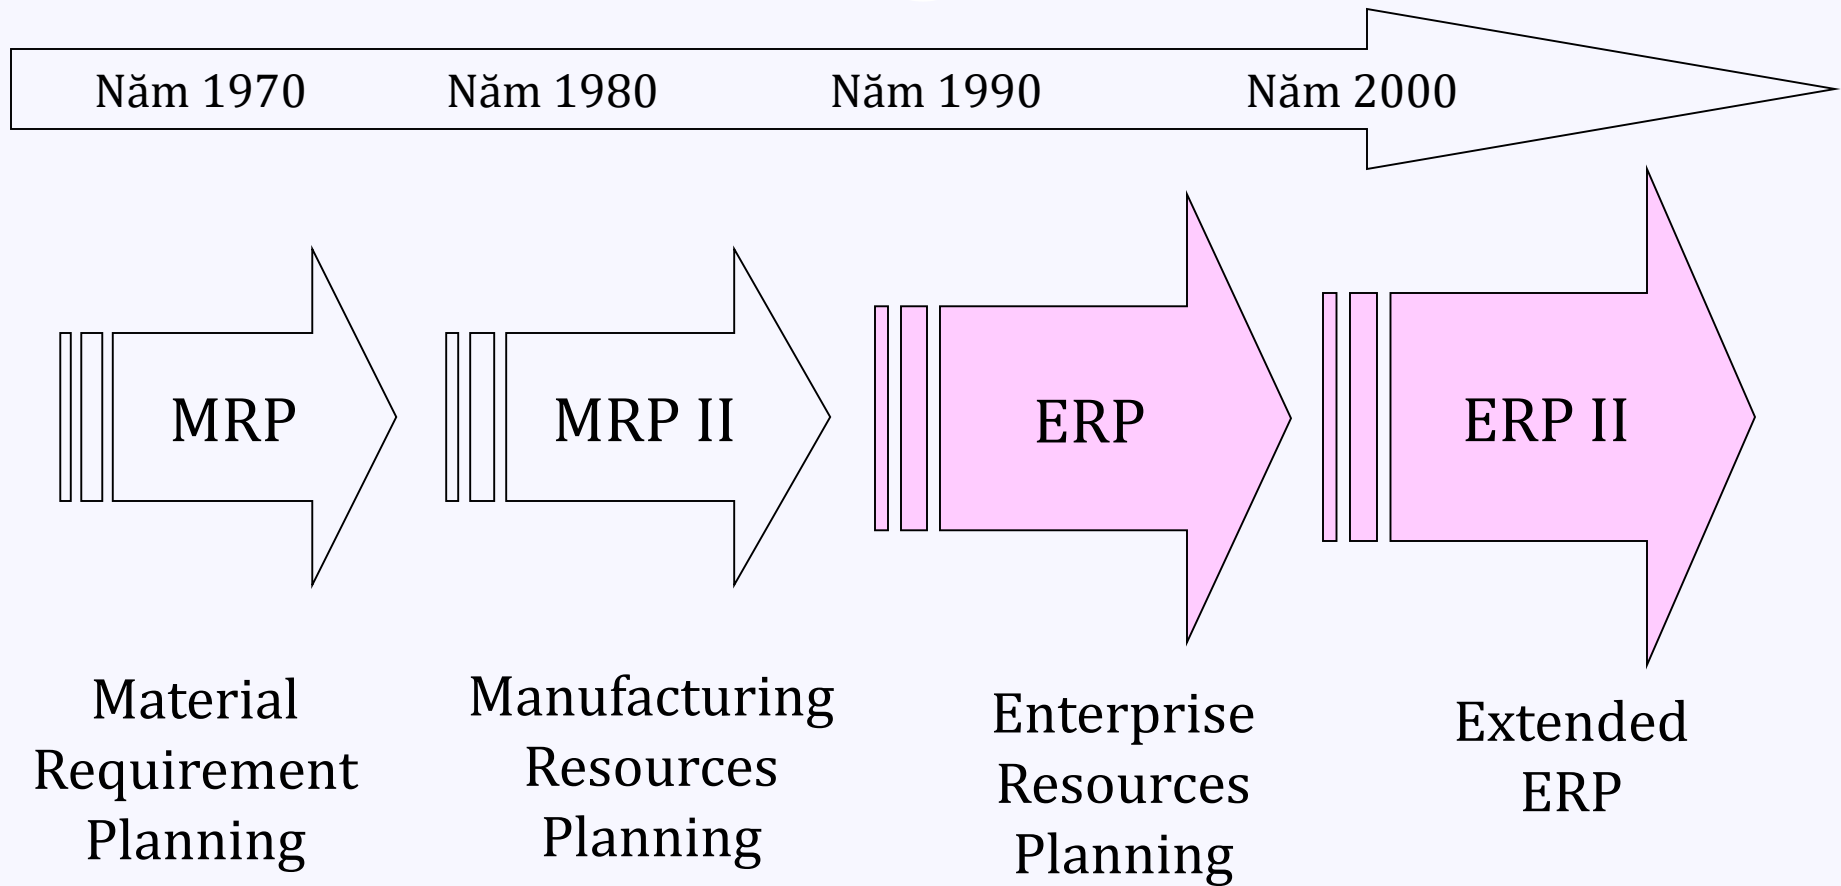 Năm 1970 Năm 1980 Năm 1990 Năm 2000
MRP MRP II ERP ERP II
Material
Requirement
Planning
Manufacturing
Resources
Planning
Enterprise
Resources
Planning
Extended
ERP